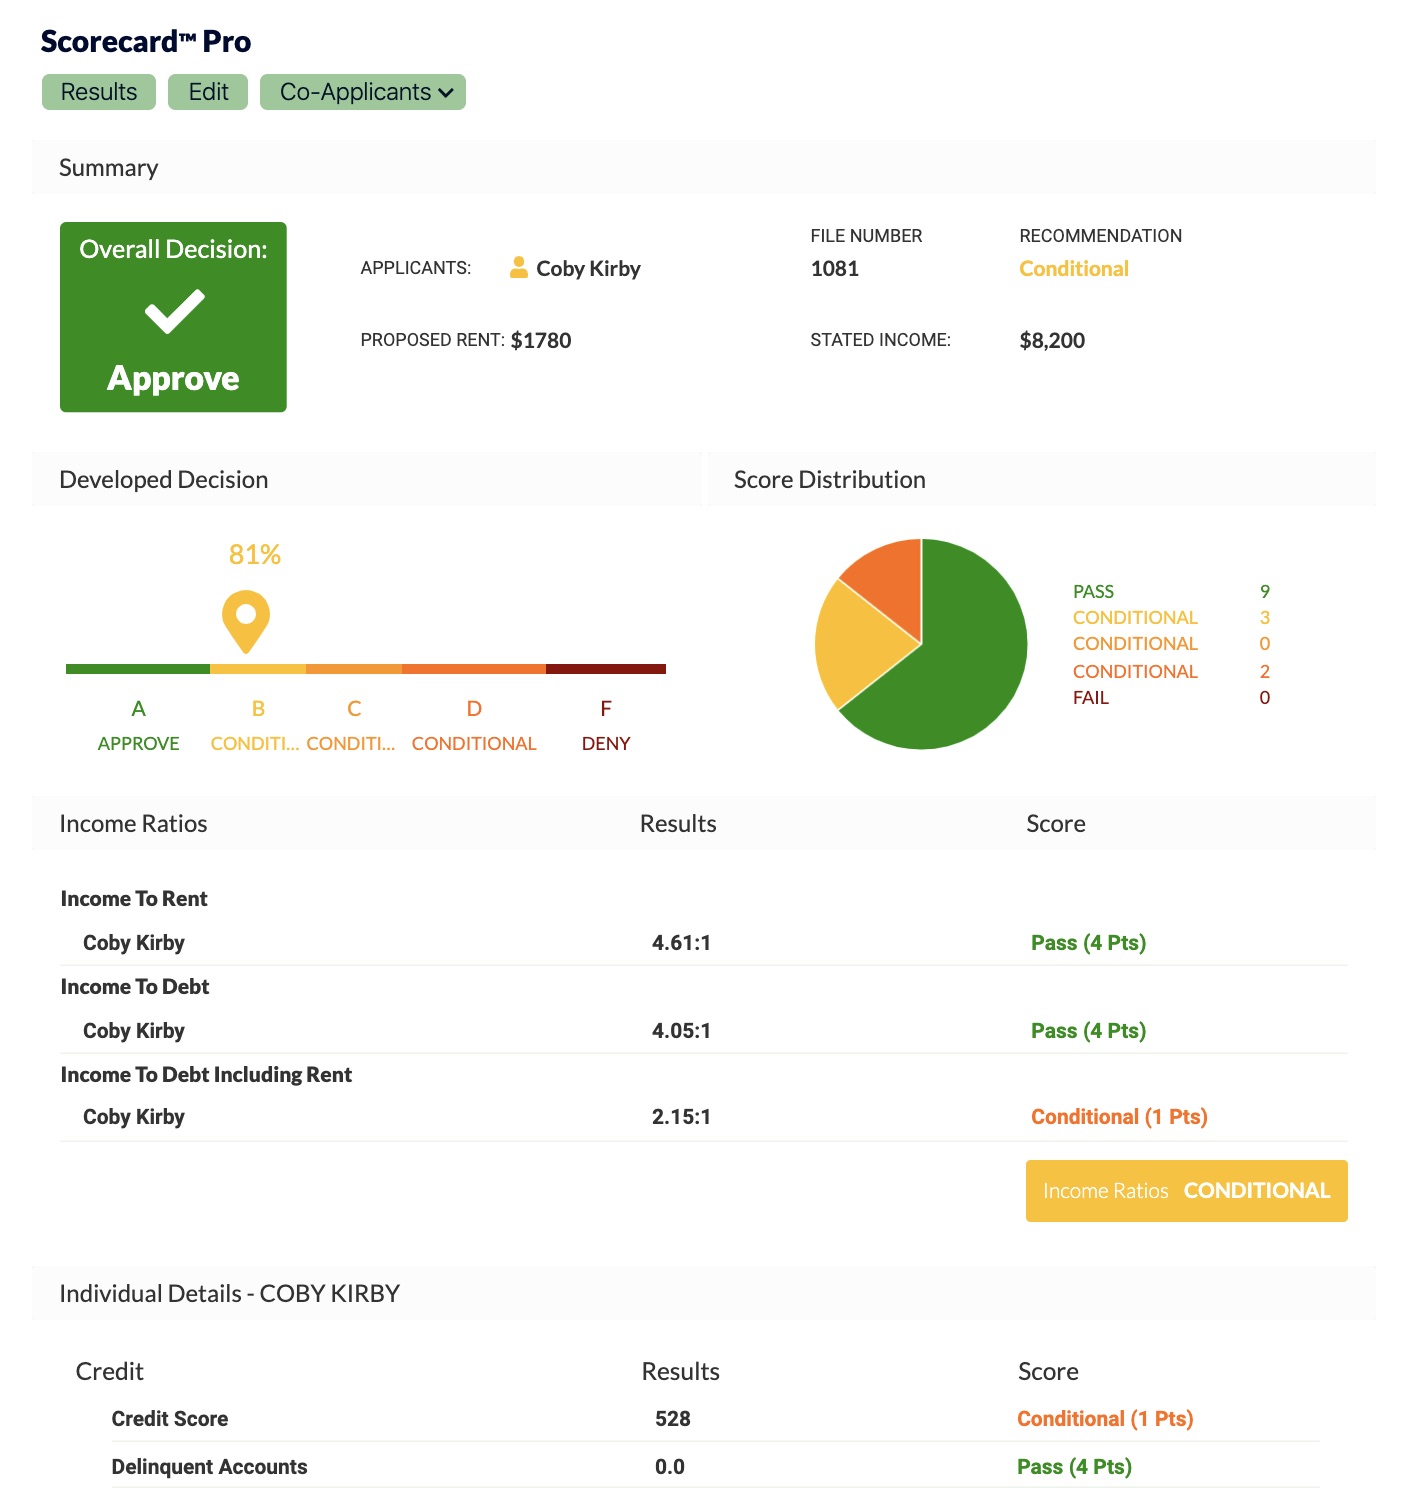 Scorecard™ Pro
Results Edit Co-Applicants
Summary
Overall Decision:
Approve
APPLICANTS: Coby Kirby
PROPOSED RENT: $1780
FILE NUMBER
1081
RECOMMENDATION
Conditional
STATED INCOME: $8,200
Developed Decision
81%
A B C D F
APPROVE CONDITI... CONDITI... CONDITIONAL DENY
Score Distribution
PASS 9
CONDITIONAL 3
CONDITIONAL 0
CONDITIONAL 2
FAIL 0
Income Ratios Results Score
Income To Rent
Coby Kirby 4.61:1 Pass (4 Pts)
Income To Debt
Coby Kirby 4.05:1 Pass (4 Pts)
Income To Debt Including Rent
Coby Kirby 2.15:1 Conditional (1 Pts)
Income Ratios CONDITIONAL
Individual Details - COBY KIRBY
Credit Results Score
Credit Score 528 Conditional (1 Pts)
Delinquent Accounts 0.0 Pass (4 Pts)